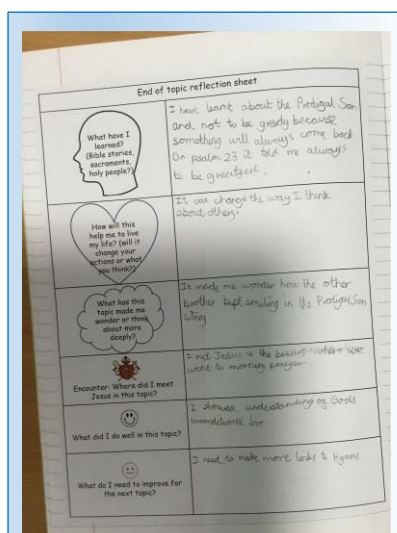 End of topic reflection sheet
What have I
learned?
(Bible stories,
sacraments,
holy people?)
I have leant about the Prodigal Son
and not to be greedy because
something will always come back
On psalm 23 it told me always
to be greatfull.
How will this
help me to live
my life? (will it
change your
actions or what
you think?)
It can change the way I think
about others.
What has this
topic made me
wonder or think
about more
deeply?
It made me wonder how the other
brother kept smiling in the Prodigal Son
story
Encounter: Where did I meet
Jesus in this topic?
I met Jesus in the where we
went to morning prayer
What did I do well in this topic?
I showed understanding of Gods
unconditional love
What do I need to improve for
the next topic?
I need to make more links to Hymns